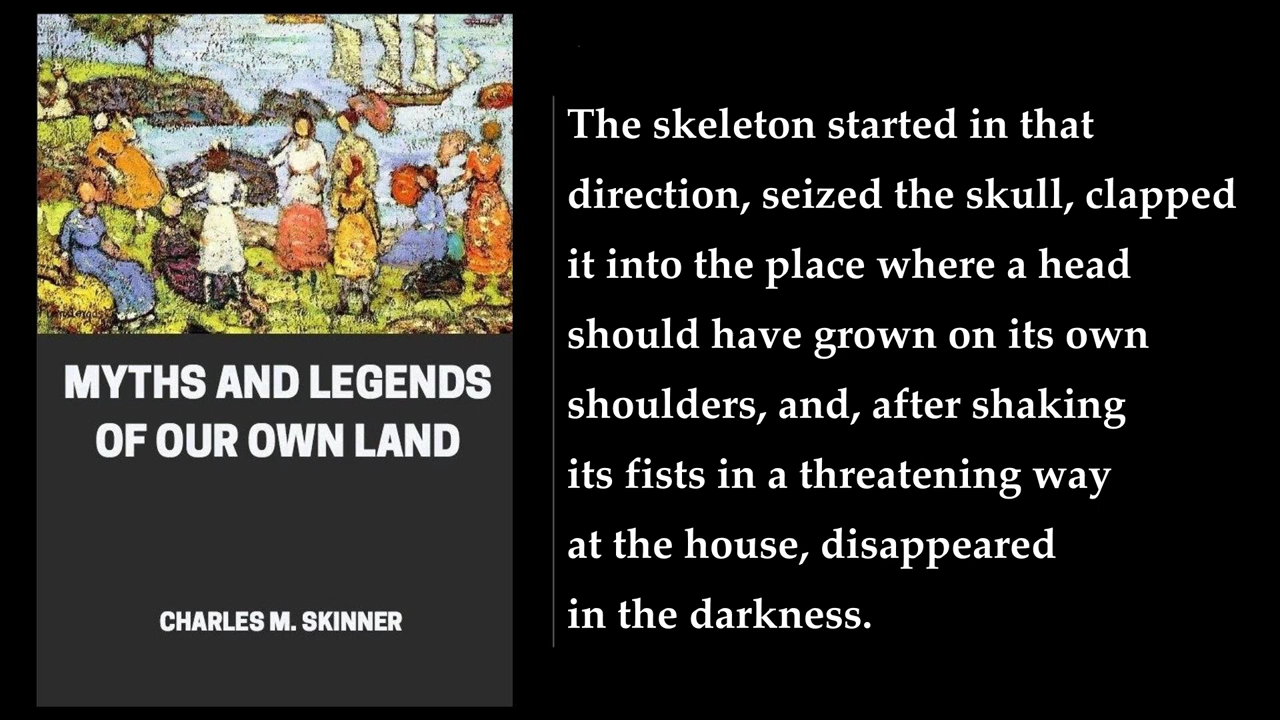 MYTHS AND LEGENDS
OF OUR OWN LAND
CHARLES M. SKINNER
The skeleton started in that
direction, seized the skull, clapped
it into the place where a head
should have grown on its own
shoulders, and, after shaking
its fists in a threatening way
at the house, disappeared
in the darkness.